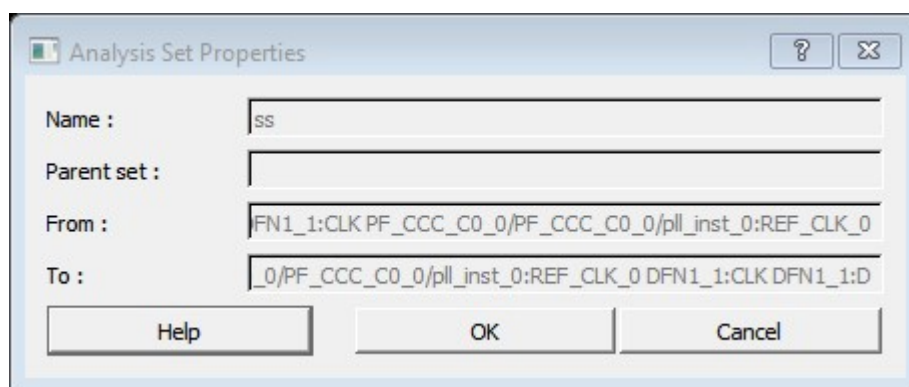 Analysis Set Properties
Name : ss
Parent set :
From : DFN1_1:CLK PF_CCC_C0_0/PF_CCC_C0_0/pll_inst_0:REF_CLK_0
To : _0/PF_CCC_C0_0/pll_inst_0:REF_CLK_0 DFN1_1:CLK DFN1_1:D
Help OK Cancel